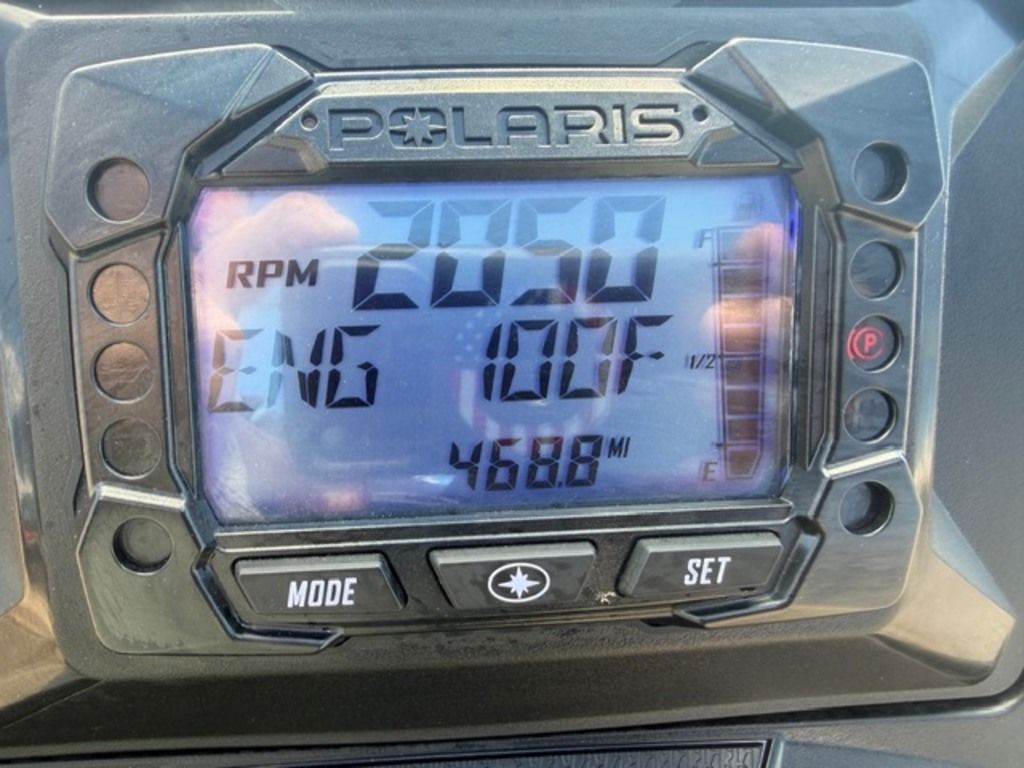 POLARIS
RPM 2050
F
ENG 100F
1/2
468.8 MI
E
P
MODE SET